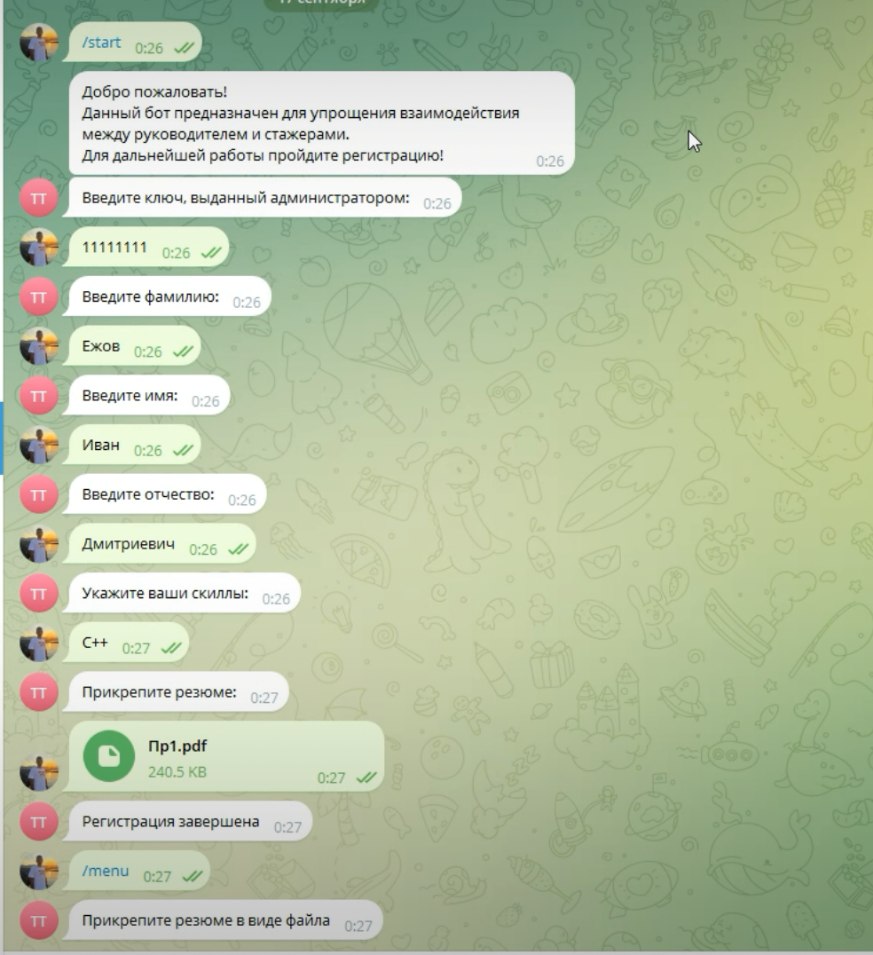 17 сентября
/start 0:26
Добро пожаловать!
Данный бот предназначен для упрощения взаимодействия
между руководителем и стажерами.
Для дальнейшей работы пройдите регистрацию! 0:26
ТТ Введите ключ, выданный администратором: 0:26
11111111 0:26
ТТ Введите фамилию: 0:26
Ежов 0:26
ТТ Введите имя: 0:26
Иван 0:26
ТТ Введите отчество: 0:26
Дмитриевич 0:26
ТТ Укажите ваши скиллы: 0:26
C++ 0:27
ТТ Прикрепите резюме: 0:27
Пр1.pdf
240.5 KB 0:27
ТТ Регистрация завершена 0:27
/menu 0:27
ТТ Прикрепите резюме в виде файла 0:27